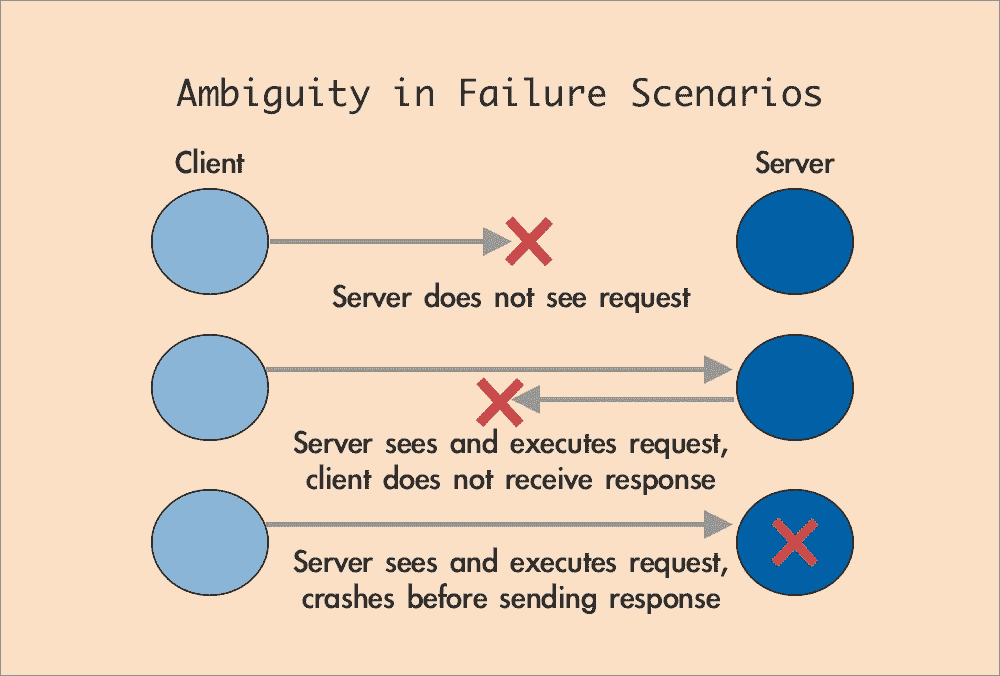 Ambiguity in Failure Scenarios
Client
Server
Server does not see request
Server sees and executes request,
client does not receive response
Server sees and executes request,
crashes before sending response